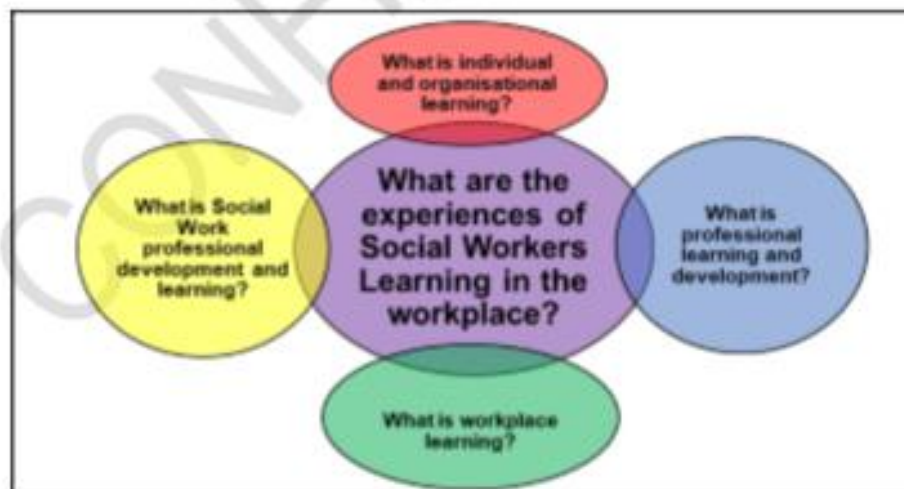 What is individual
and organisational
learning?
What is Social
Work
professional
development and
learning?
What are the
experiences of
Social Workers
Learning in the
workplace?
What is
professional
learning and
development?
What is workplace
learning?